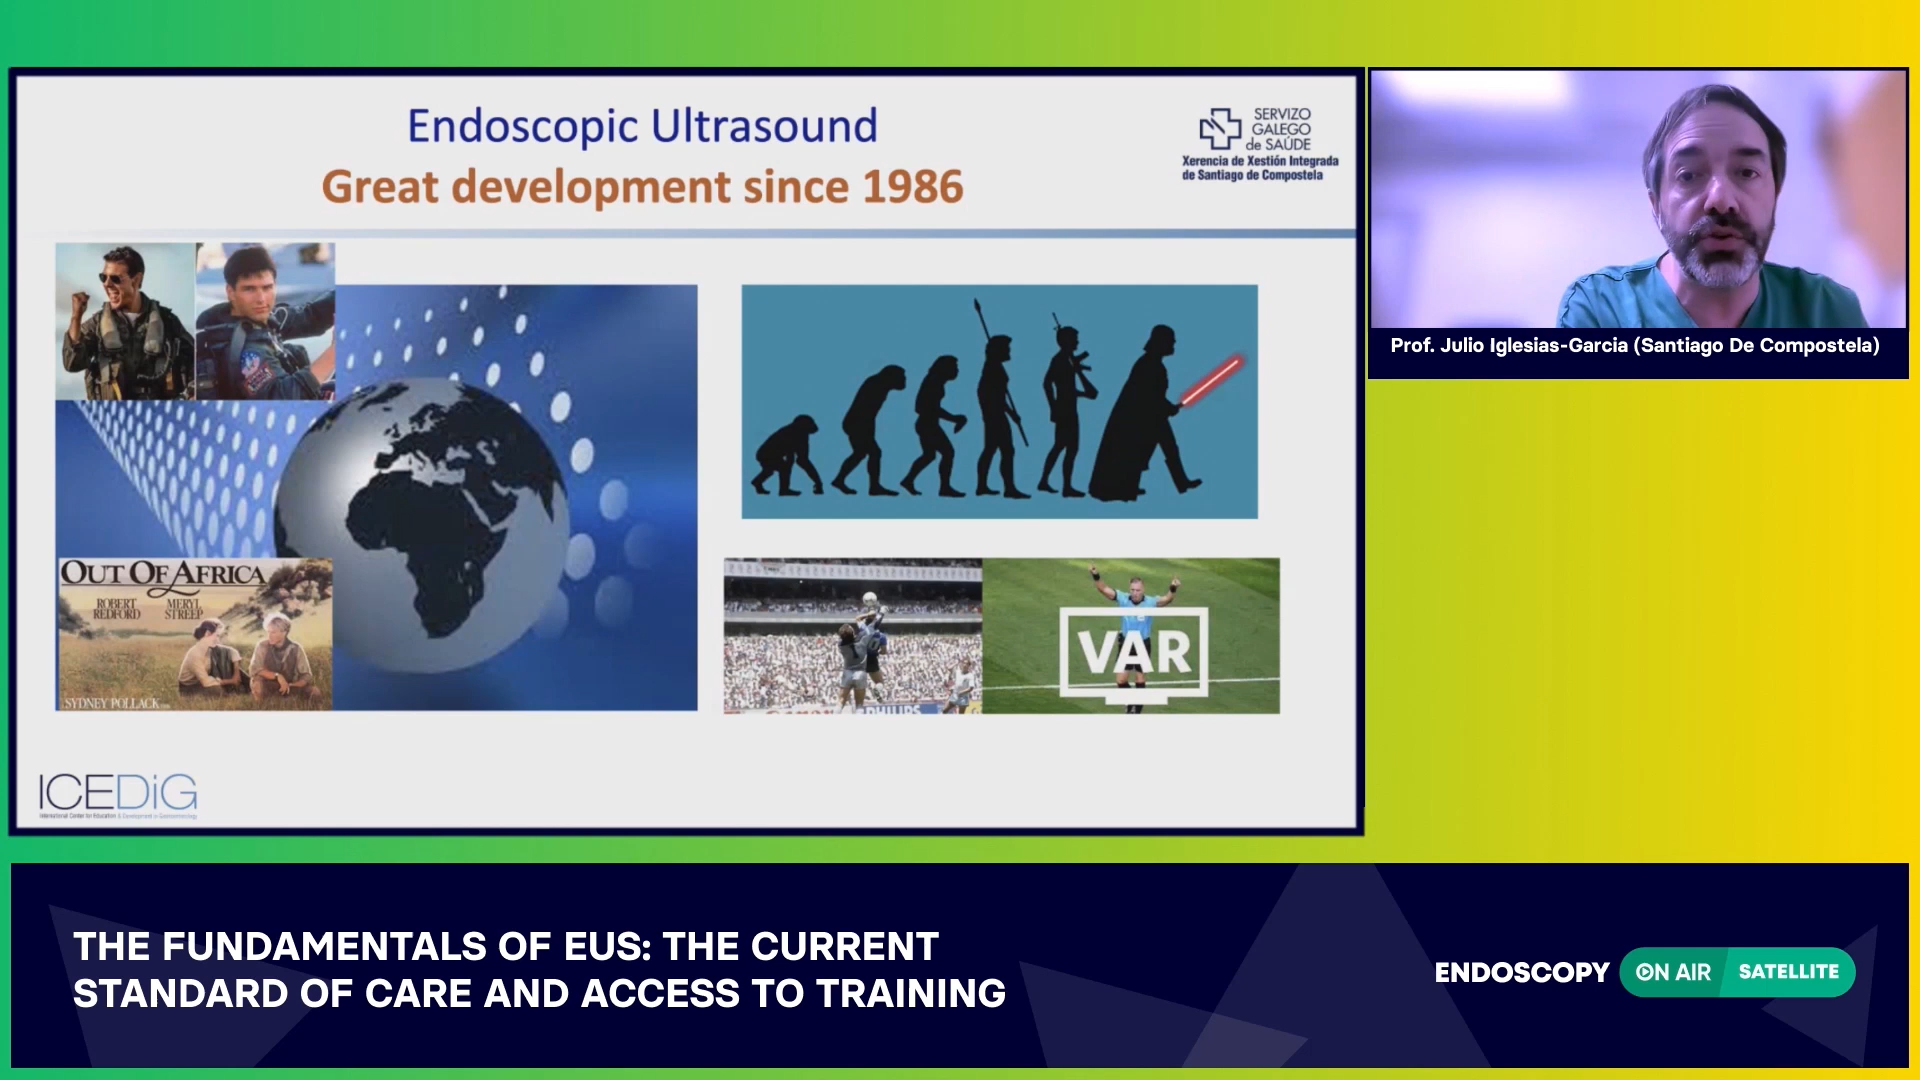 Endoscopic Ultrasound
Great development since 1986
SERVIZO
GALEGO
de SAÚDE
Xerencia de Xestión Integrada
de Santiago de Compostela
OUT OF AFRICA
ROBERT
REDFORD
MERYL
STREEP
SYDNEY POLLACK
PHILIPS
VAR
ICEDiG
International Center for Education & Development in Gastroenterology
Prof. Julio Iglesias-Garcia (Santiago De Compostela)
THE FUNDAMENTALS OF EUS: THE CURRENT
STANDARD OF CARE AND ACCESS TO TRAINING
ENDOSCOPY ON AIR SATELLITE